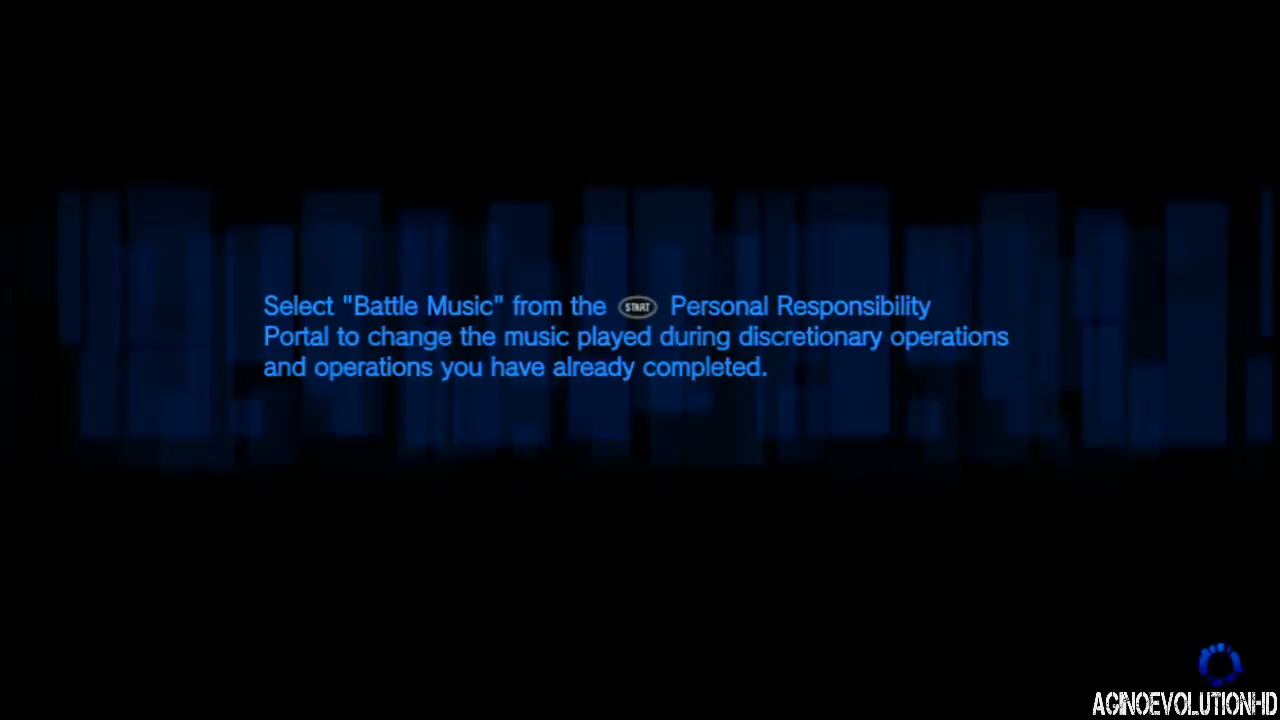 Select "Battle Music" from the START Personal Responsibility
Portal to change the music played during discretionary operations
and operations you have already completed.
AGINOEVOLUTIONHD